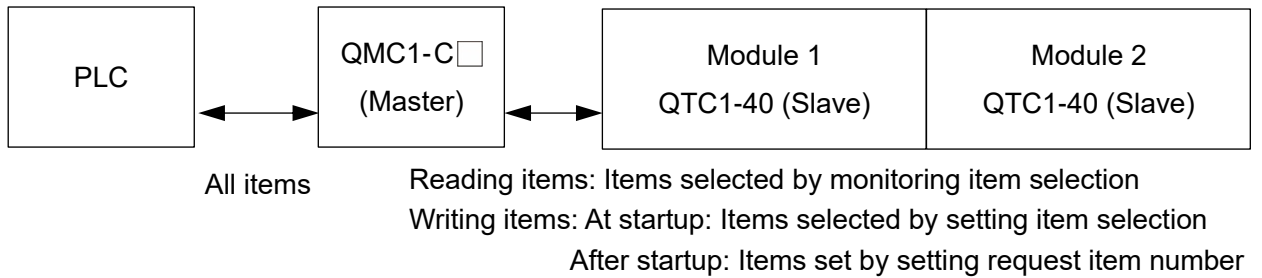 PLC
QMC1-C□
(Master)
Module 1
QTC1-40 (Slave)
Module 2
QTC1-40 (Slave)
All items
Reading items: Items selected by monitoring item selection
Writing items: At startup: Items selected by setting item selection
After startup: Items set by setting request item number